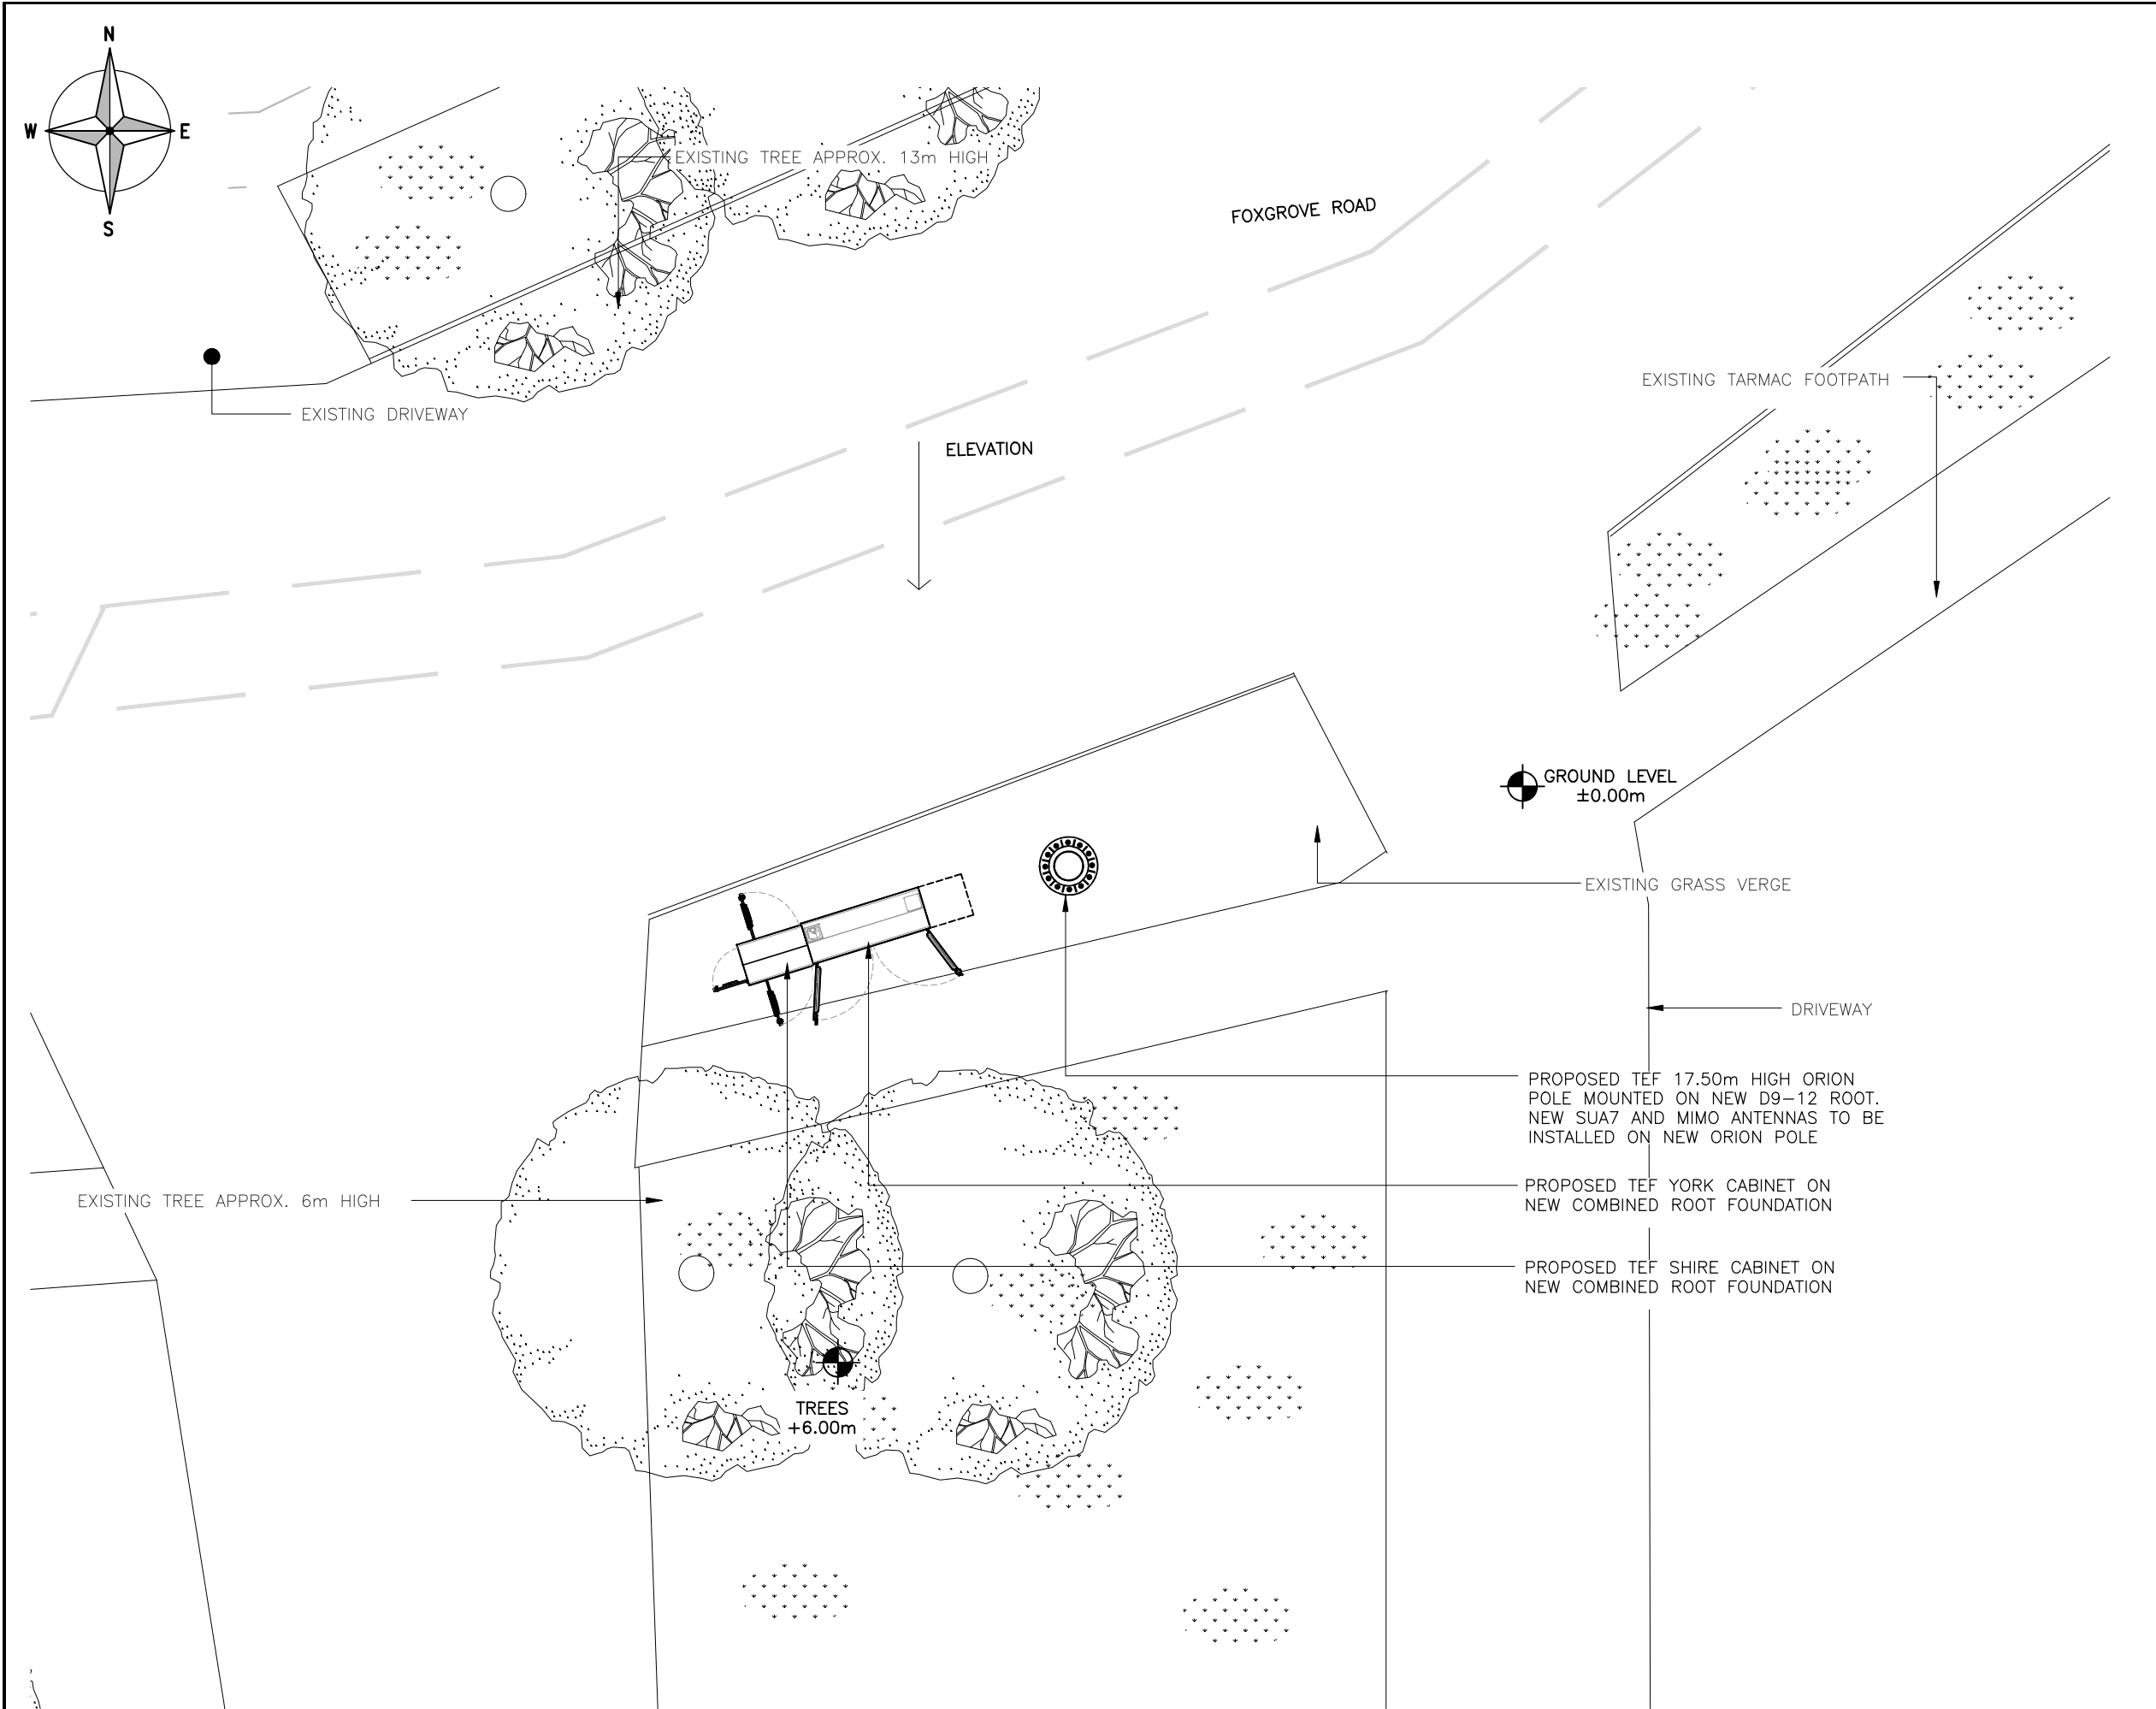 N
W
E
S
EXISTING TREE APPROX. 13m HIGH
FOXGROVE ROAD
EXISTING TARMAC FOOTPATH
EXISTING DRIVEWAY
ELEVATION
GROUND LEVEL
±0.00m
EXISTING GRASS VERGE
DRIVEWAY
PROPOSED TEF 17.50m HIGH ORION
POLE MOUNTED ON NEW D9-12 ROOT.
NEW SUA7 AND MIMO ANTENNAS TO BE
INSTALLED ON NEW ORION POLE
PROPOSED TEF YORK CABINET ON
NEW COMBINED ROOT FOUNDATION
EXISTING TREE APPROX. 6m HIGH
PROPOSED TEF SHIRE CABINET ON
NEW COMBINED ROOT FOUNDATION
TREES
+6.00m